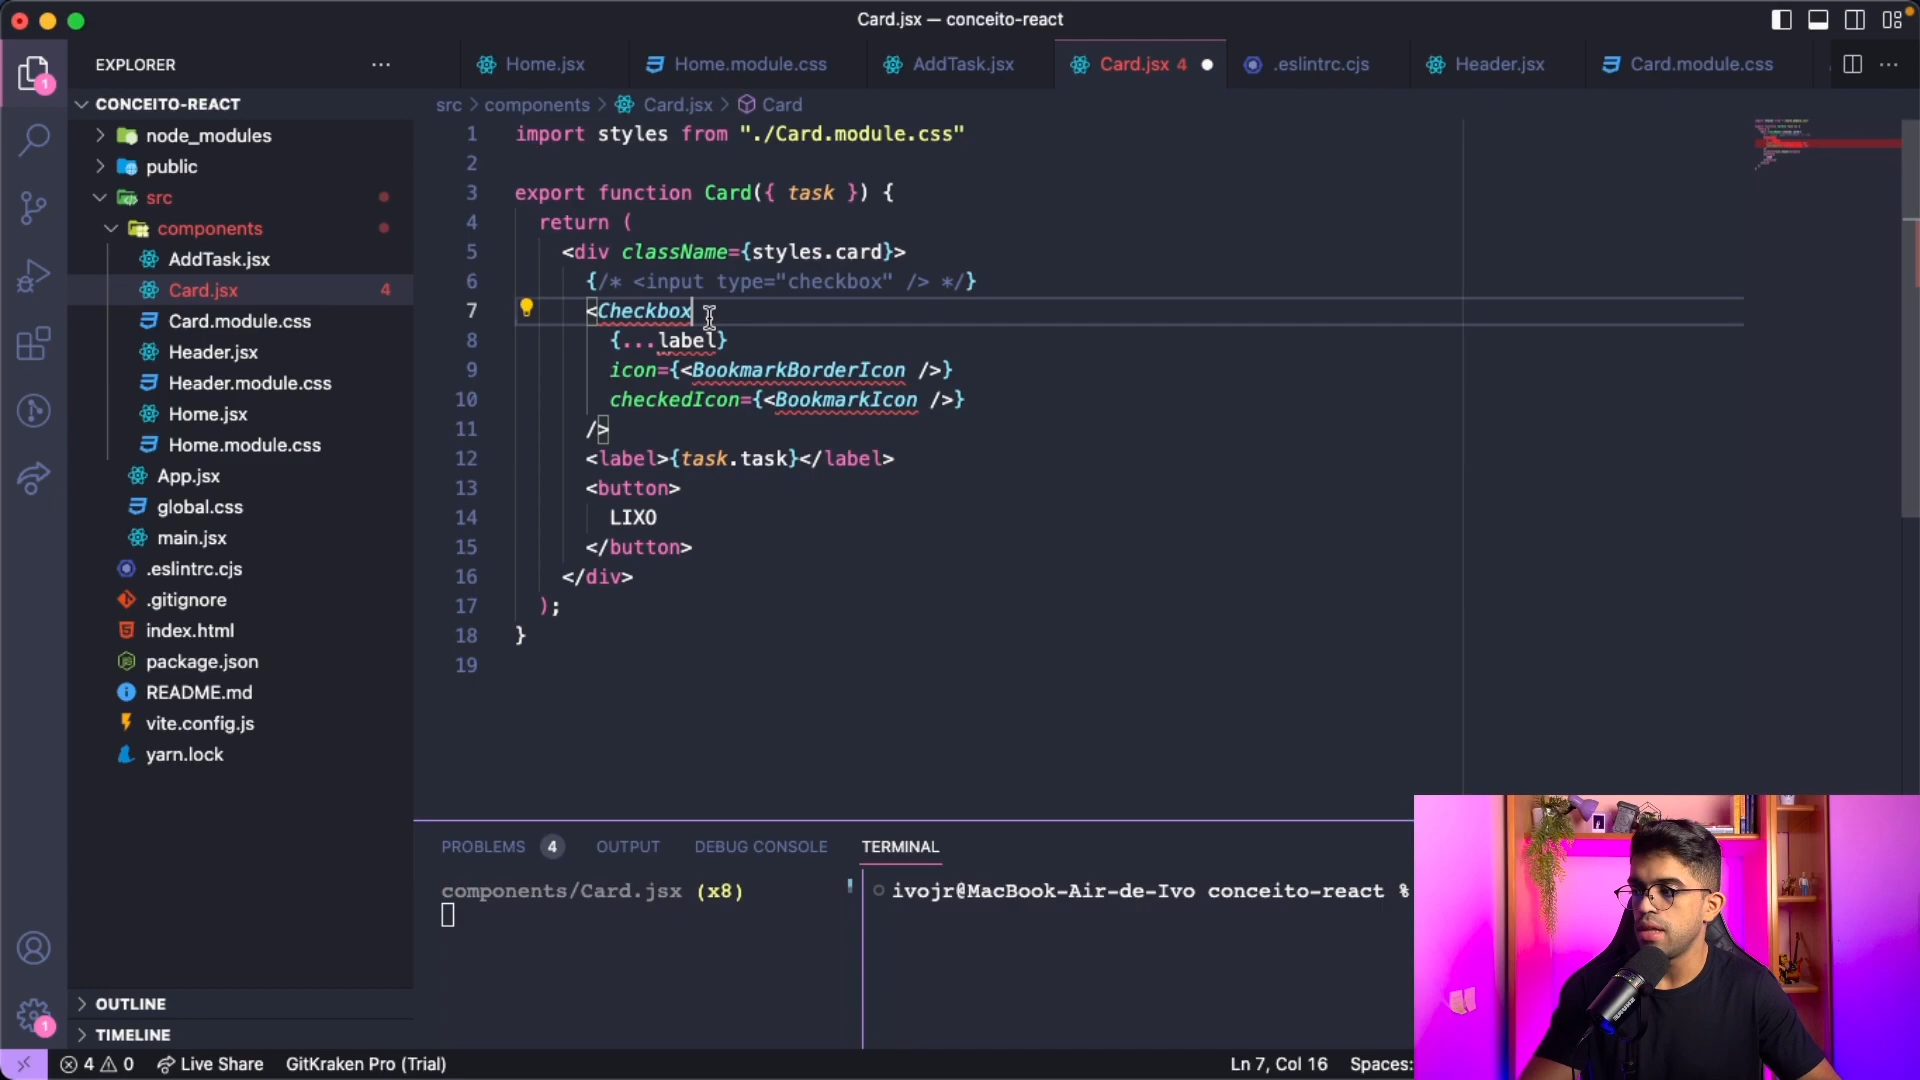 Card.jsx — conceito-react
EXPLORER
Home.jsx
Home.module.css
AddTask.jsx
Card.jsx 4
.eslintrc.cjs
Header.jsx
Card.module.css
1
CONCEITO-REACT
node_modules
public
src
components
AddTask.jsx
Card.jsx 4
Card.module.css
Header.jsx
Header.module.css
Home.jsx
Home.module.css
App.jsx
global.css
main.jsx
.eslintrc.cjs
.gitignore
index.html
package.json
README.md
vite.config.js
yarn.lock
OUTLINE
TIMELINE
1
src > components > Card.jsx > Card
1 import styles from "./Card.module.css"
2
3 export function Card({ task }) {
4 return (
5 <div className={styles.card}>
6 {/* <input type="checkbox" /> */}
7 <Checkbox
8 {...label}
9 icon={<BookmarkBorderIcon />}
10 checkedIcon={<BookmarkIcon />}
11 />
12 <label>{task.task}</label>
13 <button>
14 LIXO
15 </button>
16 </div>
17 );
18 }
19
PROBLEMS 4 OUTPUT DEBUG CONSOLE TERMINAL
components/Card.jsx (x8)
ivojr@MacBook-Air-de-Ivo conceito-react %
4 0 Live Share GitKraken Pro (Trial) Ln 7, Col 16 Spaces: